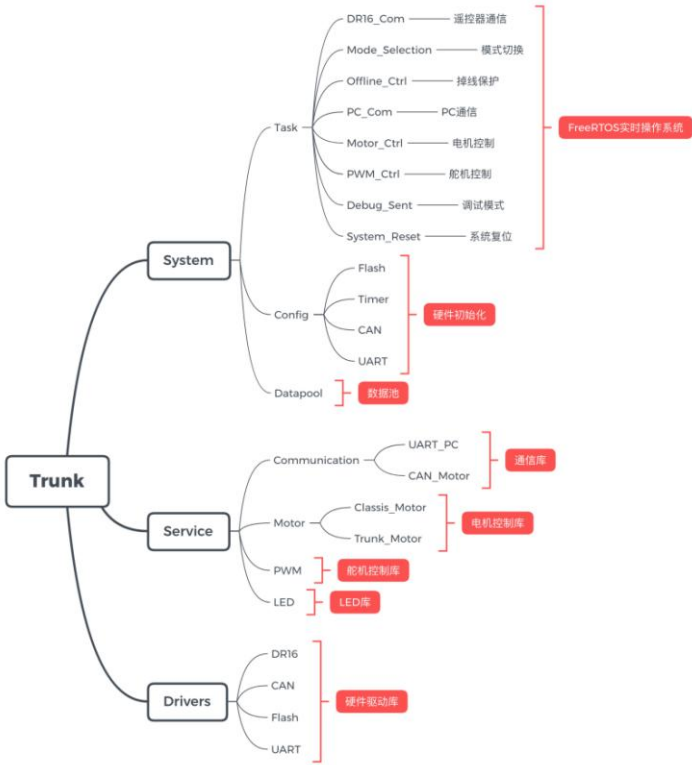 Trunk
System
Task
DR16_Com
遥控器通信
Mode_Selection
模式切换
Offline_Ctrl
掉线保护
PC_Com
PC通信
Motor_Ctrl
电机控制
PWM_Ctrl
舵机控制
Debug_Sent
调试模式
System_Reset
系统复位
FreeRTOS实时操作系统
Config
Flash
Timer
CAN
UART
硬件初始化
Datapool
数据池
Service
Communication
UART_PC
CAN_Motor
通信库
Motor
Classis_Motor
Trunk_Motor
电机控制库
PWM
舵机控制库
LED
LED库
Drivers
DR16
CAN
Flash
UART
硬件驱动库